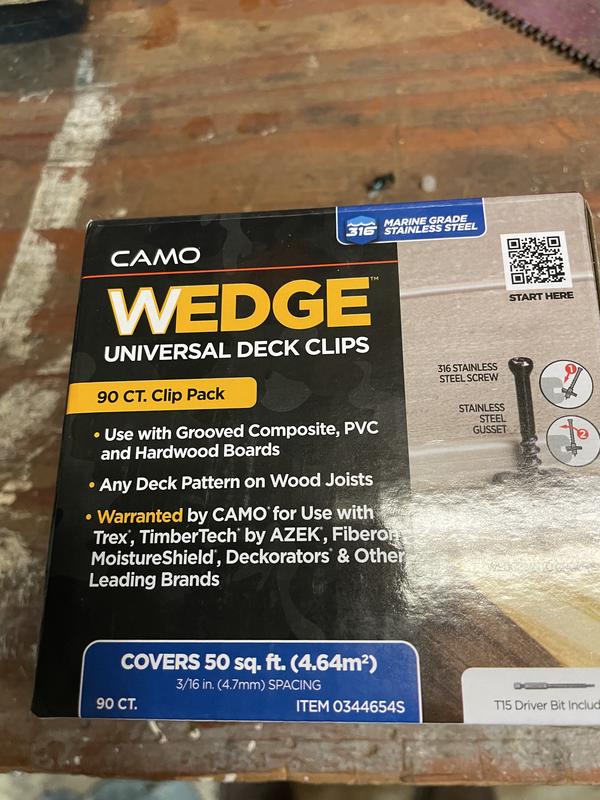 316
MARINE GRADE
STAINLESS STEEL
CAMO
WEDGE™
UNIVERSAL DECK CLIPS
START HERE
90 CT. Clip Pack
316 STAINLESS
STEEL SCREW
1
STAINLESS
STEEL
GUSSET
2
• Use with Grooved Composite, PVC
and Hardwood Boards
• Any Deck Pattern on Wood Joists
• Warranted by CAMO® for Use with
Trex®, TimberTech® by AZEK®, Fiberon
MoistureShield®, Deckorators® & Other
Leading Brands
COVERS 50 sq. ft. (4.64m²)
3/16 in. (4.7mm) SPACING
90 CT.
ITEM 0344654S
T15 Driver Bit Includ